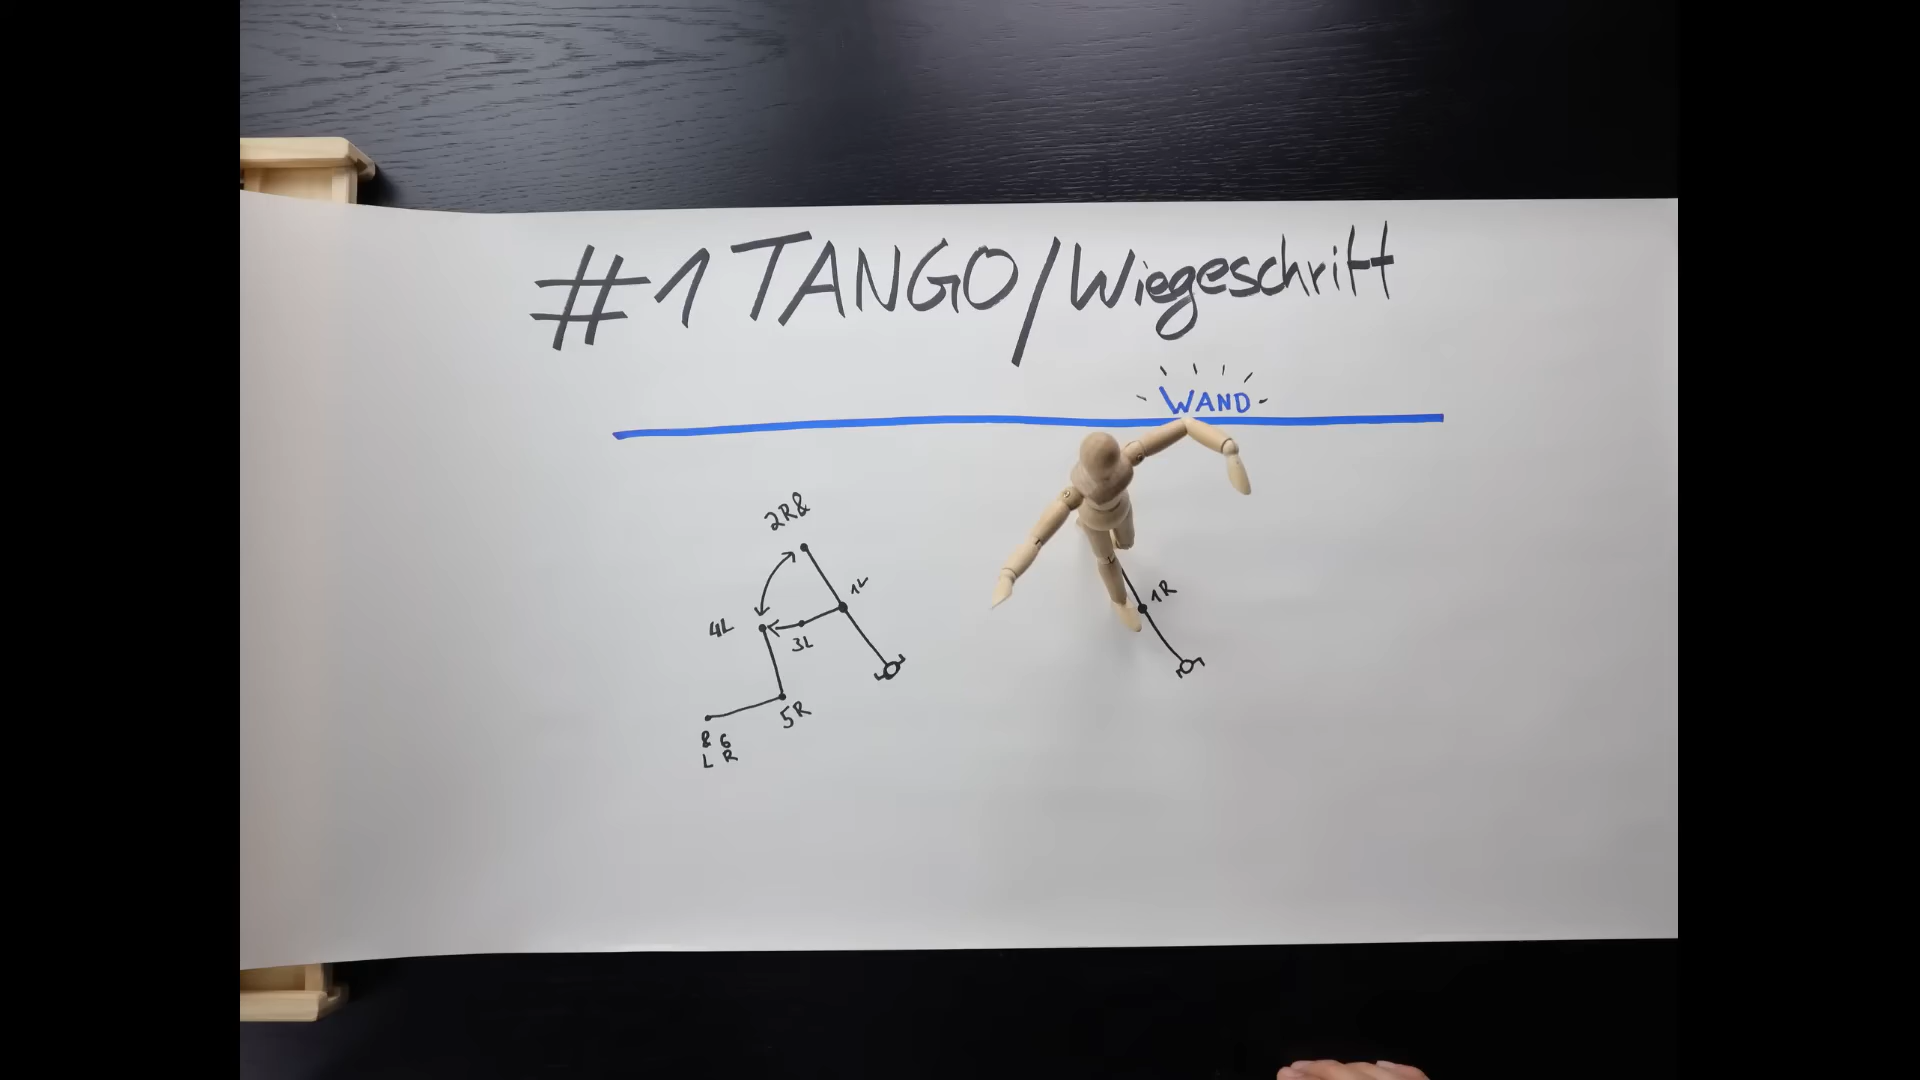 #1 TANGO/Wiegeschritt
WAND
2R&
1L
4L
3L
1R
5R
& 6
L R